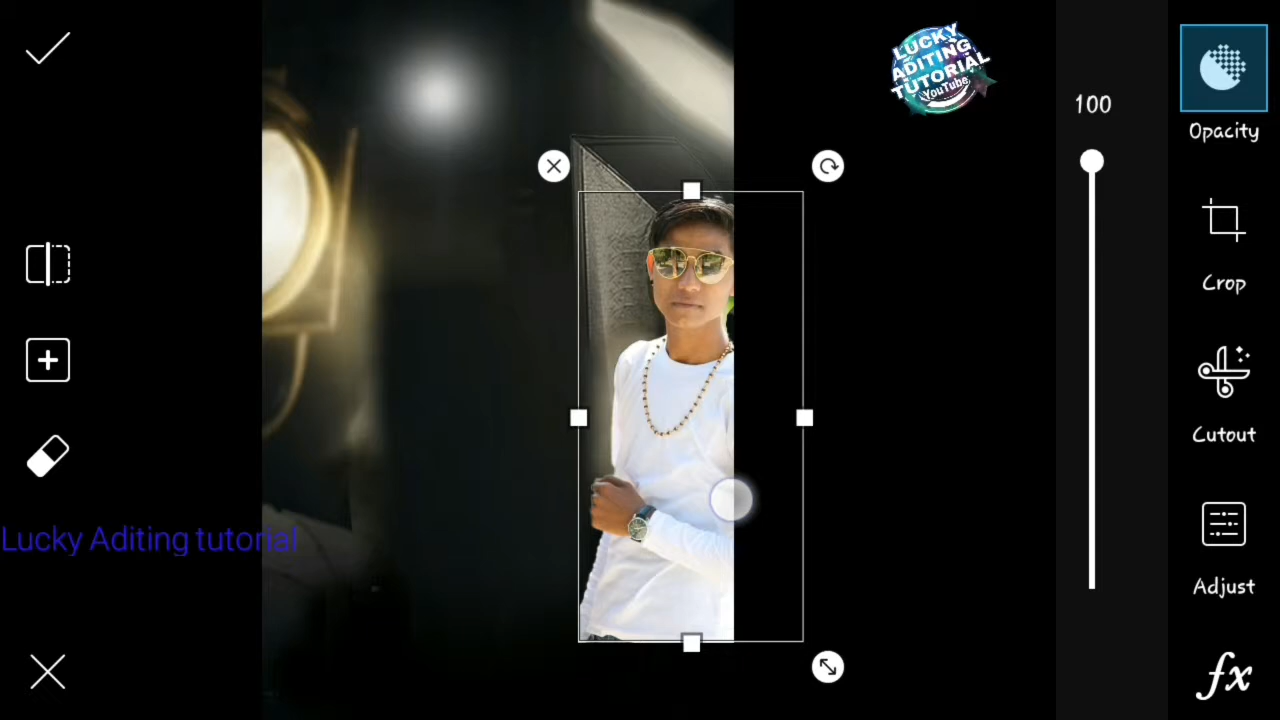 LUCKY
ADITING
TUTORIAL
YouTube
100
Opacity
Crop
Cutout
Lucky Aditing tutorial
Adjust
fx